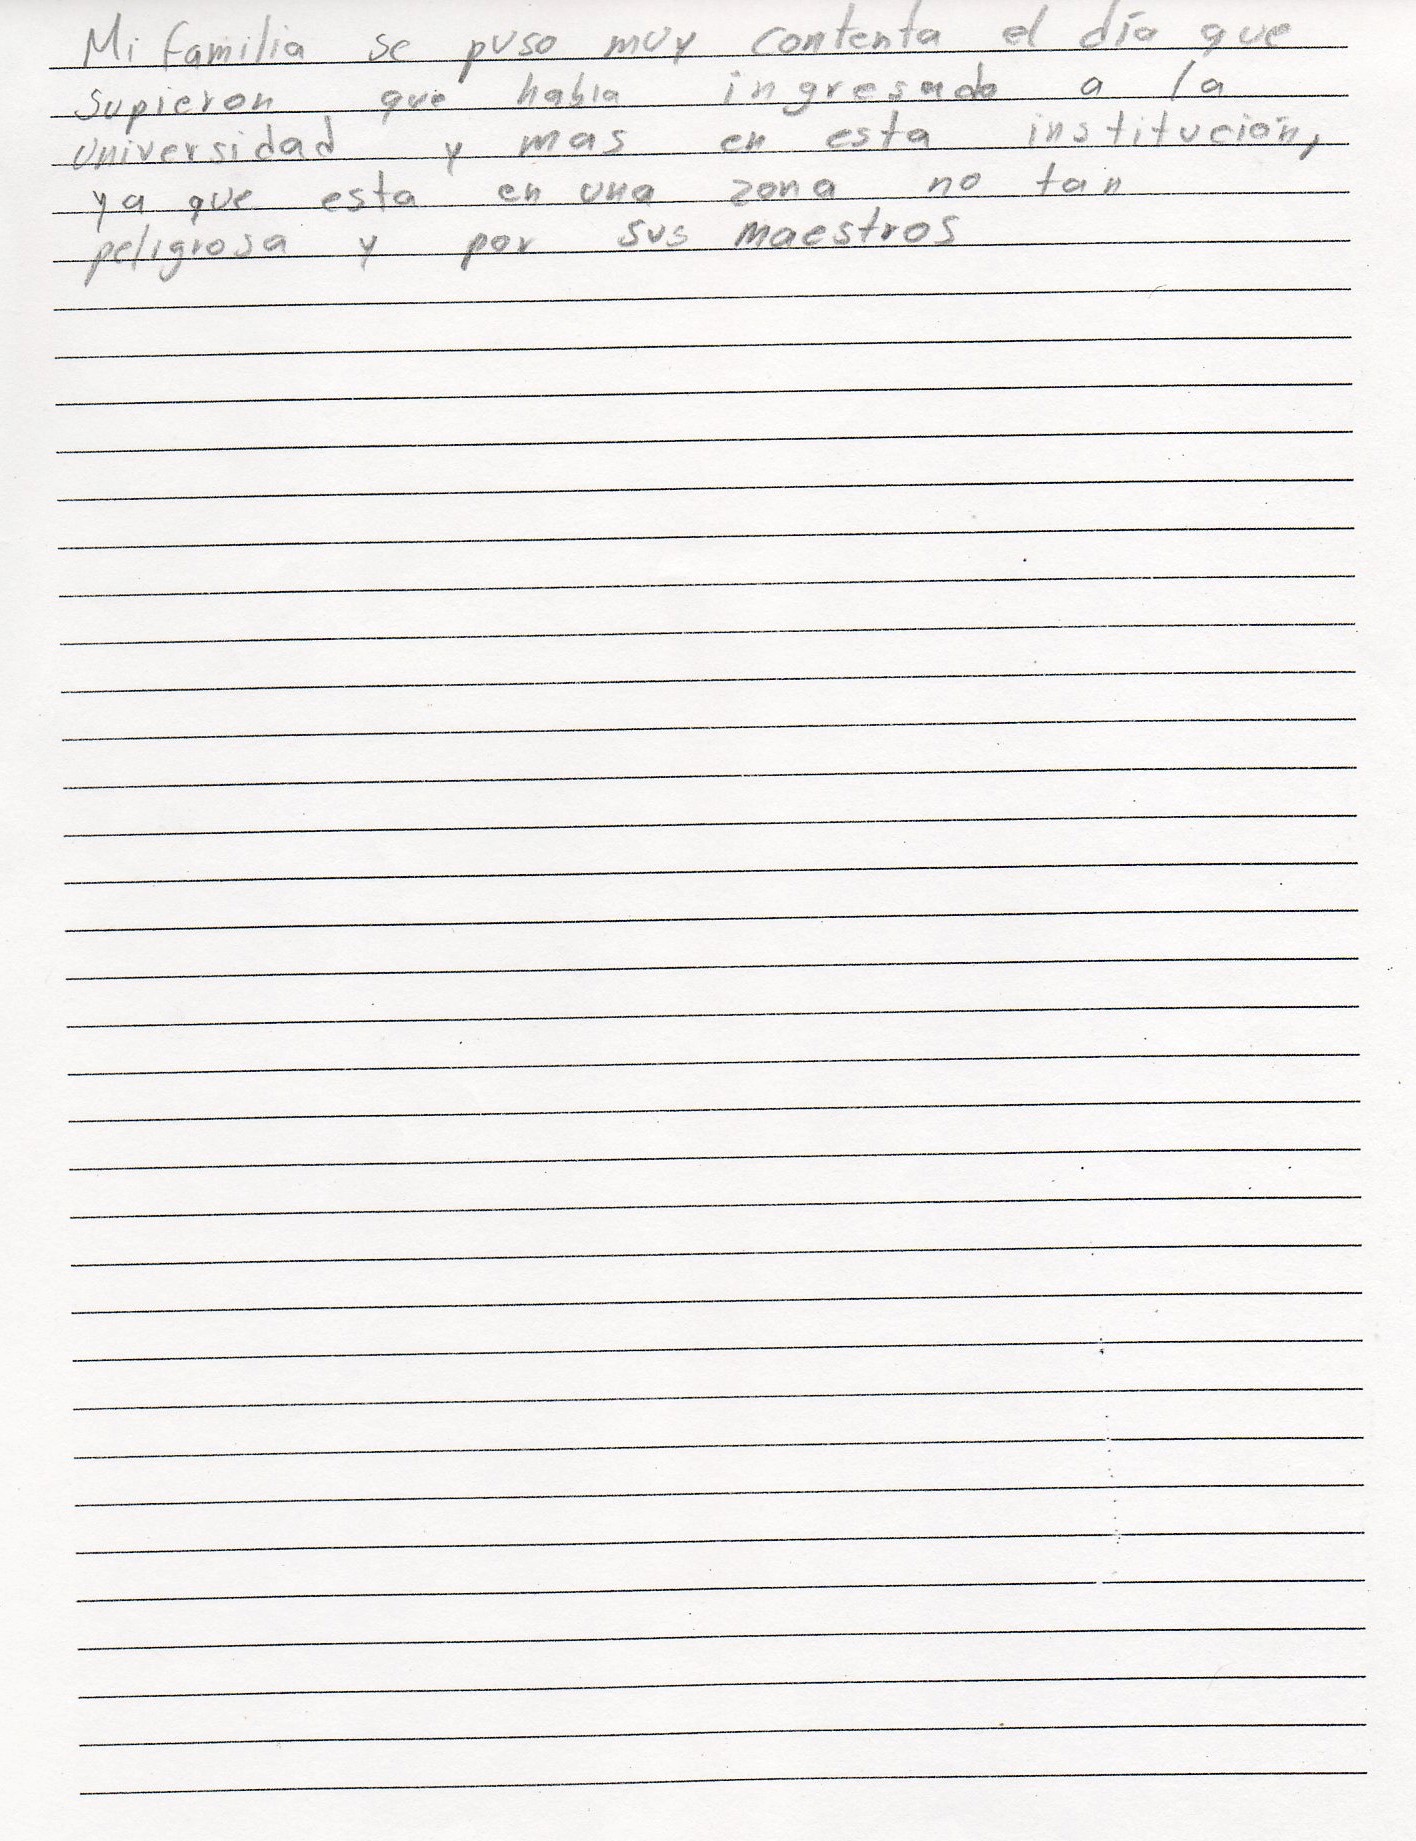 Mi familia se puso muy contenta el día que
supieron que habia ingresado a la
universidad y mas en esta institución,
ya que esta en una zona no tan
peligrosa y por sus maestros